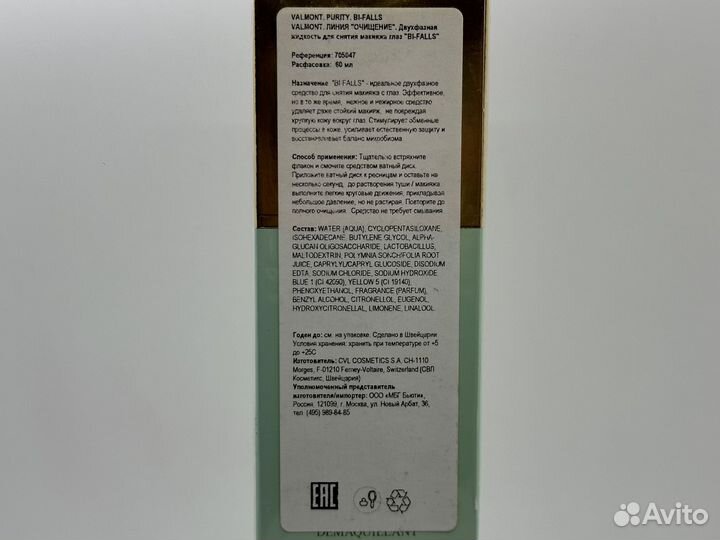 VALMONT. PURITY. BI-FALLS
VALMONT. ЛИНИЯ "ОЧИЩЕНИЕ". Двухфазная
жидкость для снятия макияжа глаз "BI-FALLS"
Референция: 705047
Расфасовка: 60 мл
Назначение: "BI-FALLS" - идеальное двухфазное
средство для снятия макияжа с глаз. Эффективное,
но в то же время, нежное и нежирное средство
удаляет даже стойкий макияж, не повреждая
хрупкую кожу вокруг глаз. Стимулирует обменные
процессы в коже, усиливает естественную защиту и
восстанавливает баланс микробиома.
Способ применения: Тщательно встряхните
флакон и смочите средством ватный диск.
Приложите ватный диск к ресницам и оставьте на
несколько секунд, до растворения туши / макияжа
выполните легкие круговые движения, прикладывая
небольшое давление, но не растирая. Повторите до
полного очищения. Средство не требует смывания.
Состав: WATER (AQUA), CYCLOPENTASILOXANE,
ISOHEXADECANE, BUTYLENE GLYCOL, ALPHA-
GLUCAN OLIGOSACCHARIDE, LACTOBACILLUS,
MALTODEXTRIN, POLYMNIA SONCHIFOLIA ROOT
JUICE, CAPRYLYL/CAPRYL GLUCOSIDE, DISODIUM
EDTA, SODIUM CHLORIDE, SODIUM HYDROXIDE
BLUE 1 (CI 42090), YELLOW 5 (CI 19140),
PHENOXYETHANOL, FRAGRANCE (PARFUM),
BENZYL ALCOHOL, CITRONELLOL, EUGENOL,
HYDROXYCITRONELLAL, LIMONENE, LINALOOL.
Годен до: см. на упаковке. Сделано в Швейцарии
Условия хранения: хранить при температуре от +5
до +25С
Изготовитель: CVL COSMETICS S.A, CH-1110
Morges, F-01210 Ferney-Voltaire, Switzerland (СВЛ
Косметикс, Швейцария)
Уполномоченный представитель
изготовителя/импортер: ООО «МБГ Бьюти»,
Россия, 121099, г. Москва, ул. Новый Арбат, 36,
тел. (495) 989-84-85
EAC
DÉMAQUILLANT
Avito